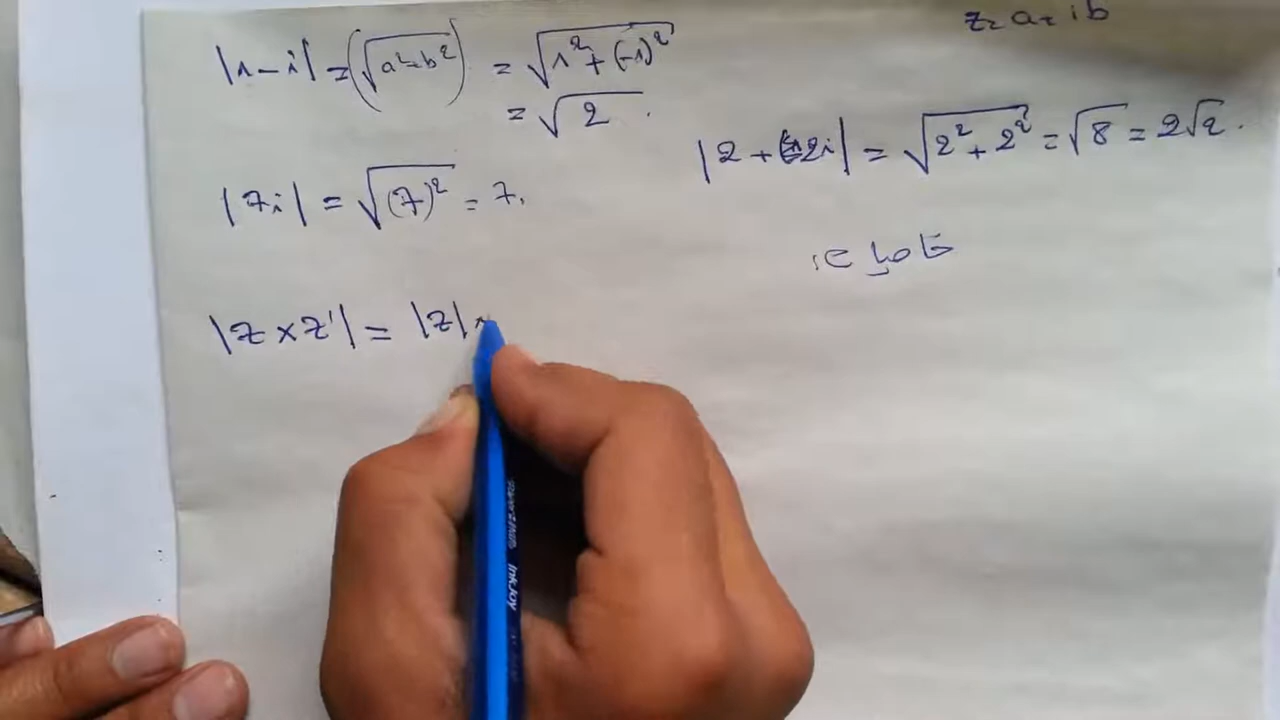 z = a = ib
|1-i| = (√a²=b²) = √1²+(-1)²
= √2.
|2+2i| = √2²+2² = √8 = 2√2.
|7i| = √(7)² = 7.
|z×z'| = |z|×
InkJoy